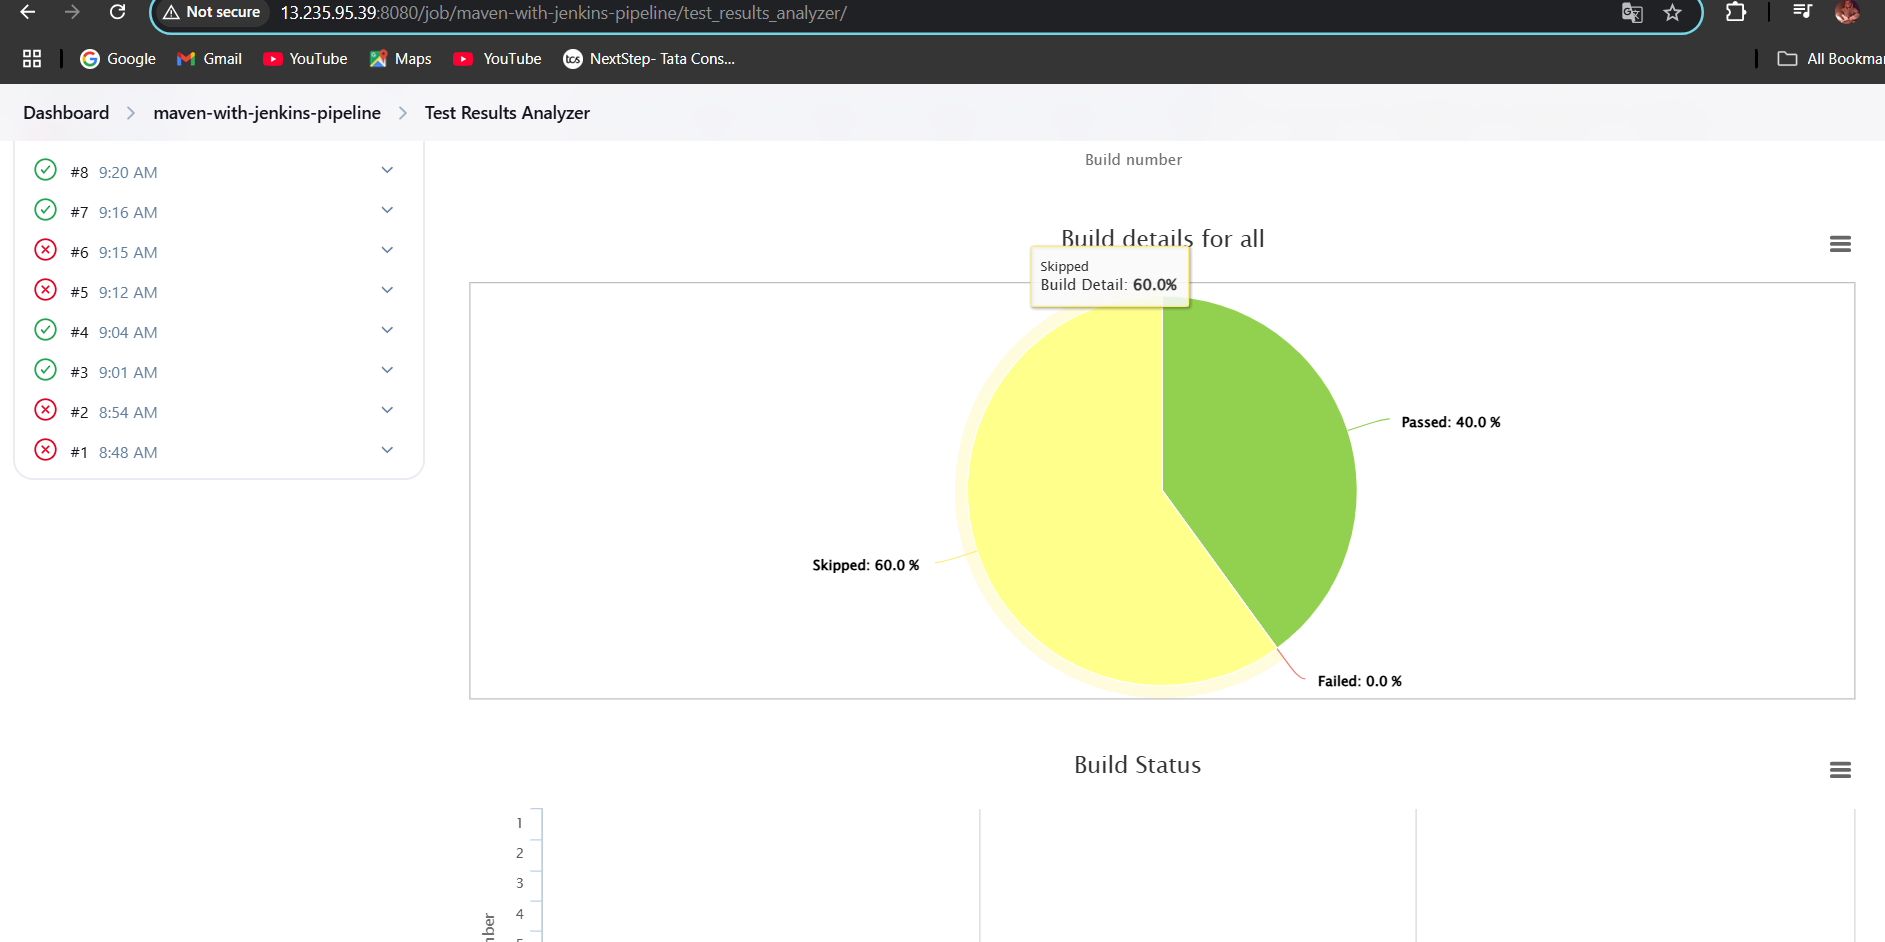 Not secure 13.235.95.39:8080/job/maven-with-jenkins-pipeline/test_results_analyzer/
Google Gmail YouTube Maps YouTube tcs NextStep- Tata Cons... All Bookmar
Dashboard maven-with-jenkins-pipeline Test Results Analyzer
#8 9:20 AM
#7 9:16 AM
#6 9:15 AM
#5 9:12 AM
#4 9:04 AM
#3 9:01 AM
#2 8:54 AM
#1 8:48 AM
Build number
Build details for all
Skipped
Build Detail: 60.0%
Passed: 40.0 %
Skipped: 60.0 %
Failed: 0.0 %
Build Status
1
2
3
4